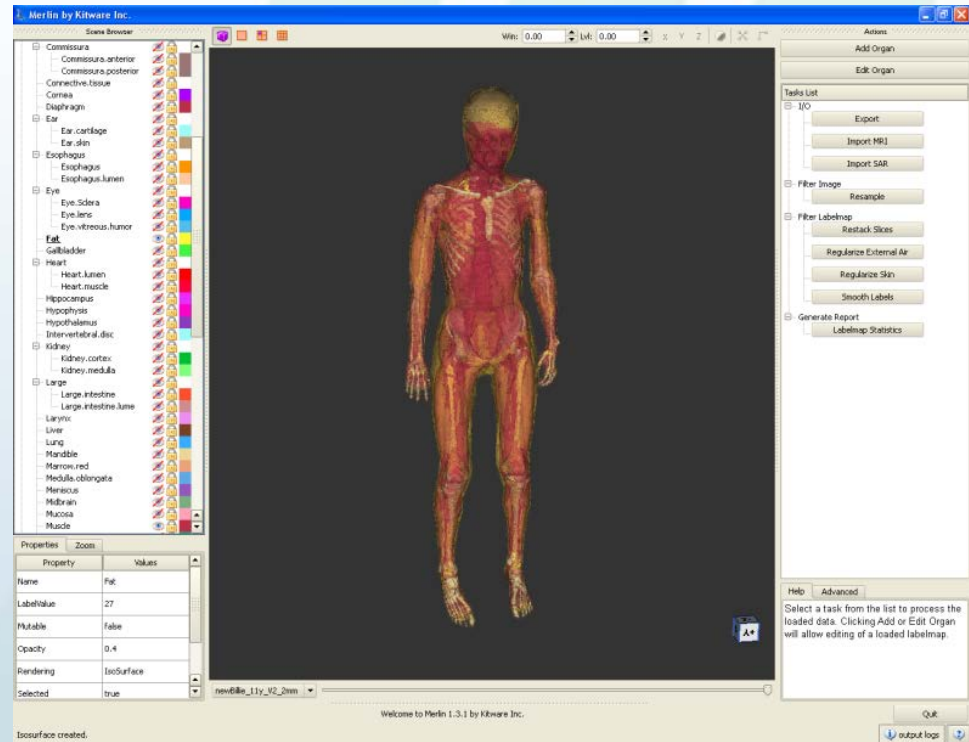 Merlin by Kitware Inc.
Scene Browser
Commissura
Commissura.anterior
Commissura.posterior
Connective.tissue
Cornea
Diaphragm
Ear
Ear.cartilage
Ear.skin
Esophagus
Esophagus
Esophagus.lumen
Eye
Eye.Sclera
Eye.lens
Eye.vitreous.humor
Fat
Gallbladder
Heart
Heart.lumen
Heart.muscle
Hippocampus
Hypophysis
Hypothalamus
Intervertebral.disc
Kidney
Kidney.cortex
Kidney.medulla
Large
Large.intestine
Large.intestine.lume
Larynx
Liver
Lung
Mandible
Marrow.red
Medulla.oblongata
Meniscus
Midbrain
Mucosa
Muscle
Properties Zoom
Property Values
Name Fat
LabelValue 27
Mutable False
Opacity 0.4
Rendering IsoSurface
Selected true
Isosurface created.
Win: 0.00 Lvl: 0.00 X Y Z
A+
newBillie_11y_V2_2mm
Welcome to Merlin 1.3.1 by Kitware Inc.
Actions
Add Organ
Edit Organ
Tasks List
I/O
Export
Import MRI
Import SAR
Filter Image
Resample
Filter Labelmap
Restack Slices
Regularize External Air
Regularize Skin
Smooth Labels
Generate Report
Labelmap Statistics
Help Advanced
Select a task from the list to process the
loaded data. Clicking Add or Edit Organ
will allow editing of a loaded labelmap.
Quit
output logs